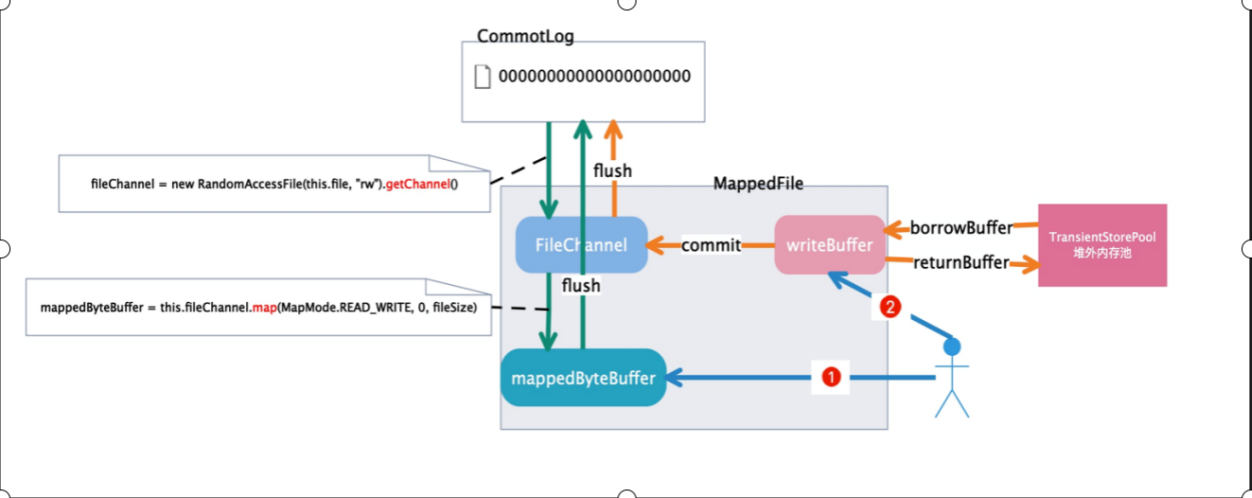 CommotLog
00000000000000000000
flush
MappedFile
fileChannel = new RandomAccessFile(this.file, "rw").getChannel()
FileChannel
commit
writeBuffer
borrowBuffer
returnBuffer
TransientStorePool
堆外内存池
flush
mappedByteBuffer = this.fileChannel.map(MapMode.READ_WRITE, 0, fileSize)
2
mappedByteBuffer
1